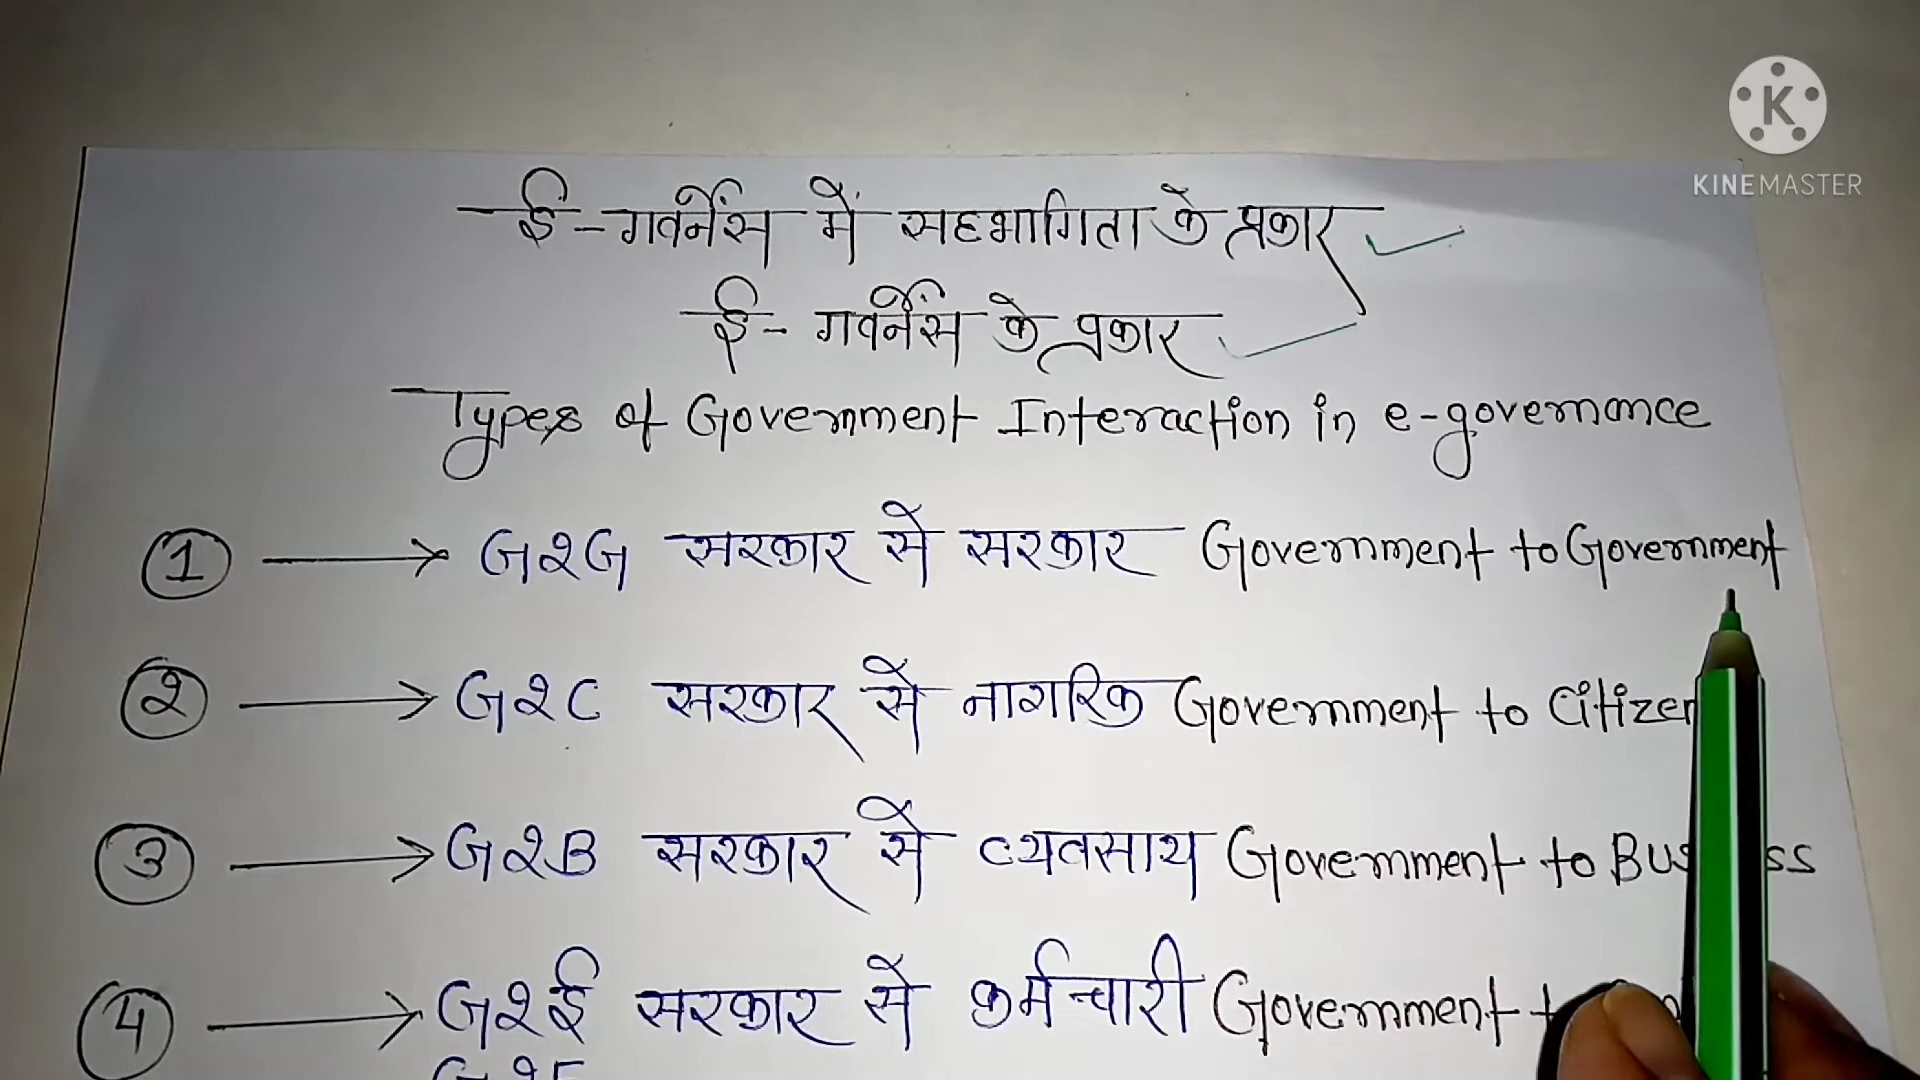 ई-गवर्नेंस में सहभागिता के प्रकार
ई- गवर्नेंस के प्रकार
Types of Government Interaction in e-governance
1 → G2G सरकार से सरकार Government to Government
2 → G2C सरकार से नागरिक Government to Citizen
3 → G2B सरकार से व्यवसाय Government to
4 → G2ई सरकार से कर्मचारी Government
K
KINEMASTER